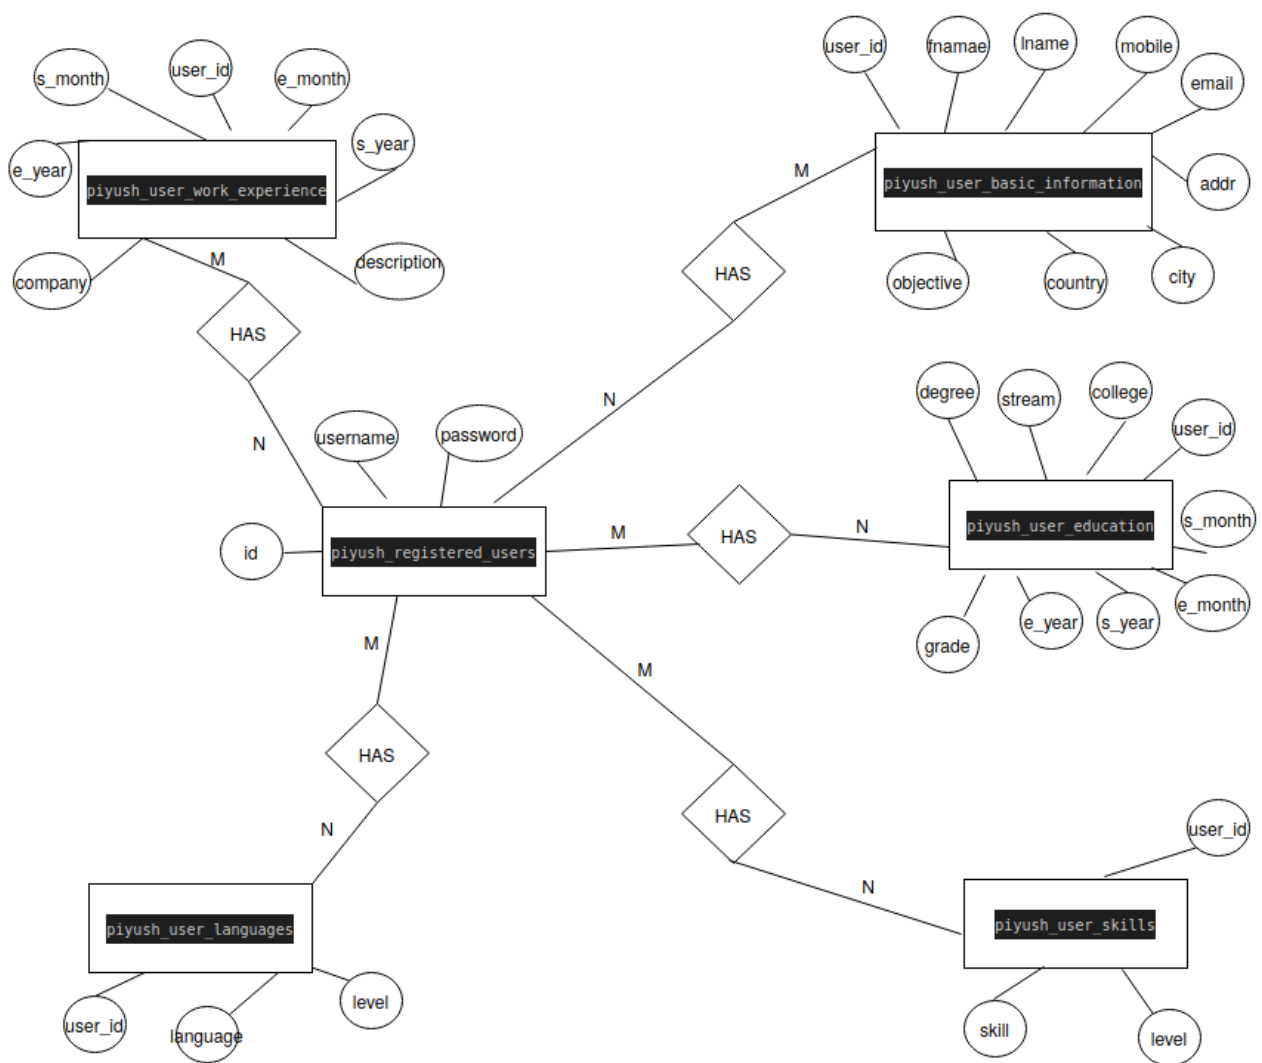 user_id
fnamae
lname
mobile
email
addr
city
country
objective
piyush_user_basic_information
M
HAS
N
s_month
user_id
e_month
s_year
e_year
piyush_user_work_experience
company
description
M
HAS
N
username
password
id
piyush_registered_users
M
HAS
N
degree
stream
college
user_id
s_month
piyush_user_education
e_month
s_year
e_year
grade
M
HAS
N
piyush_user_languages
user_id
language
level
M
HAS
N
user_id
piyush_user_skills
skill
level